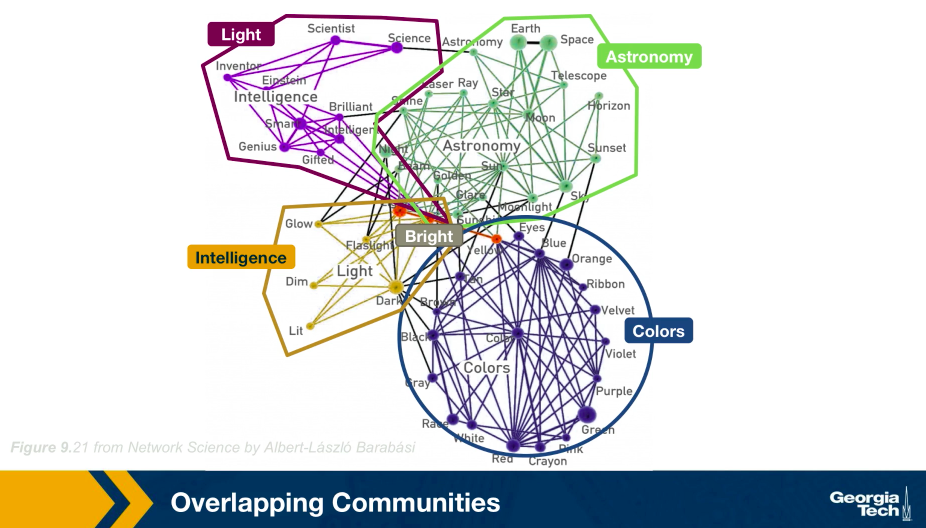 Light
Scientist
Science
Astronomy
Earth
Space
Astronomy
Inventor
Einstein
Intelligence
Laser
Ray
Star
Telescope
Horizon
Shine
Brilliant
Moon
Smart
Intelligent
Genius
Gifted
Night
Astronomy
Sunset
Beam
Golden
Sun
Sky
Glare
Moonlight
Sunshine
Glow
Flaslight
Bright
Eyes
Yellow
Blue
Orange
Intelligence
Light
Dim
Tan
Ribbon
Dark
Brown
Velvet
Lit
Black
Color
Colors
Violet
Colors
Gray
Purple
Race
White
Green
Pink
Red
Crayon
Figure 9.21 from Network Science by Albert-László Barabási
Overlapping Communities
Georgia
Tech